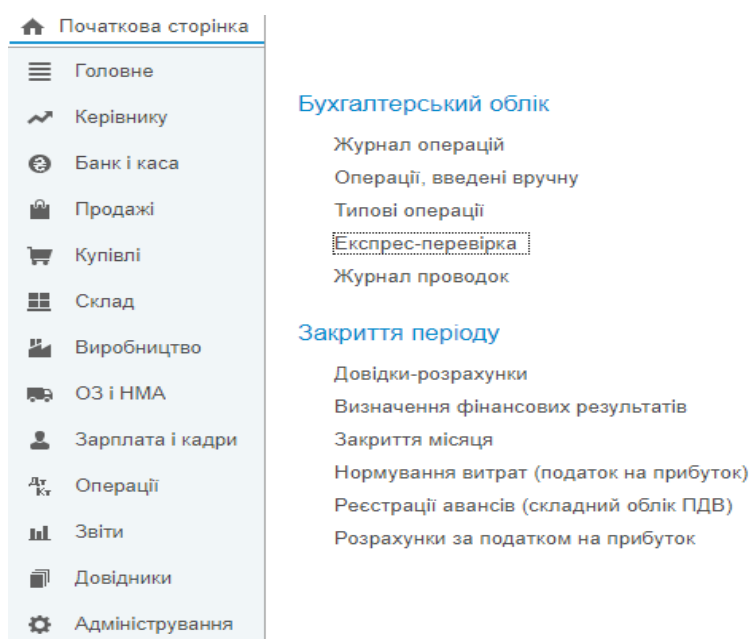 Початкова сторінка
Головне
Керівнику
Банк і каса
Продажі
Купівлі
Склад
Виробництво
ОЗ і НМА
Зарплата і кадри
Дт
Кт
Операції
Звіти
Довідники
Адміністрування
Бухгалтерський облік
Журнал операцій
Операції, введені вручну
Типові операції
Експрес-перевірка
Журнал проводок
Закриття періоду
Довідки-розрахунки
Визначення фінансових результатів
Закриття місяця
Нормування витрат (податок на прибуток)
Реєстрації авансів (складний облік ПДВ)
Розрахунки за податком на прибуток